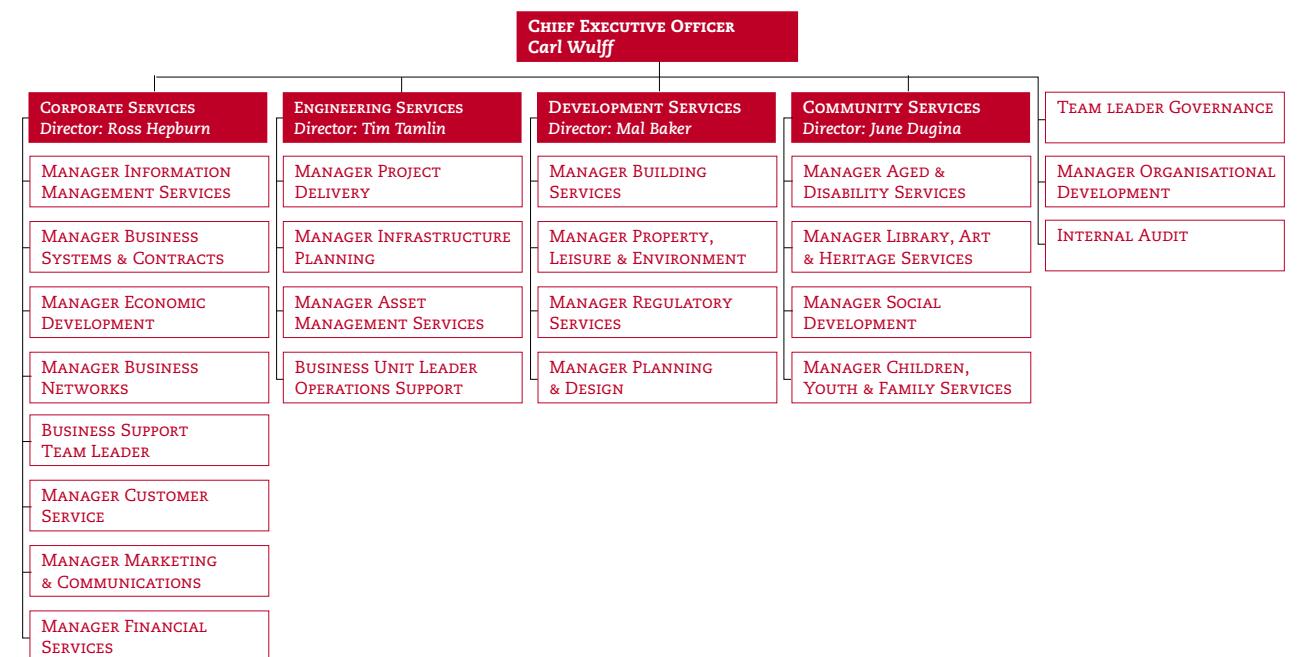 Chief Executive Officer
Carl Wulff
Corporate Services
Director: Ross Hepburn
Manager Information
Management Services
Manager Business
Systems & Contracts
Manager Economic
Development
Manager Business
Networks
Business Support
Team Leader
Manager Customer
Service
Manager Marketing
& Communications
Manager Financial
Services
Engineering Services
Director: Tim Tamlin
Manager Project
Delivery
Manager Infrastructure
Planning
Manager Asset
Management Services
Business Unit Leader
Operations Support
Development Services
Director: Mal Baker
Manager Building
Services
Manager Property,
Leisure & Environment
Manager Regulatory
Services
Manager Planning
& Design
Community Services
Director: June Dugina
Manager Aged &
Disability Services
Manager Library, Art
& Heritage Services
Manager Social
Development
Manager Children,
Youth & Family Services
Team leader Governance
Manager Organisational
Development
Internal Audit